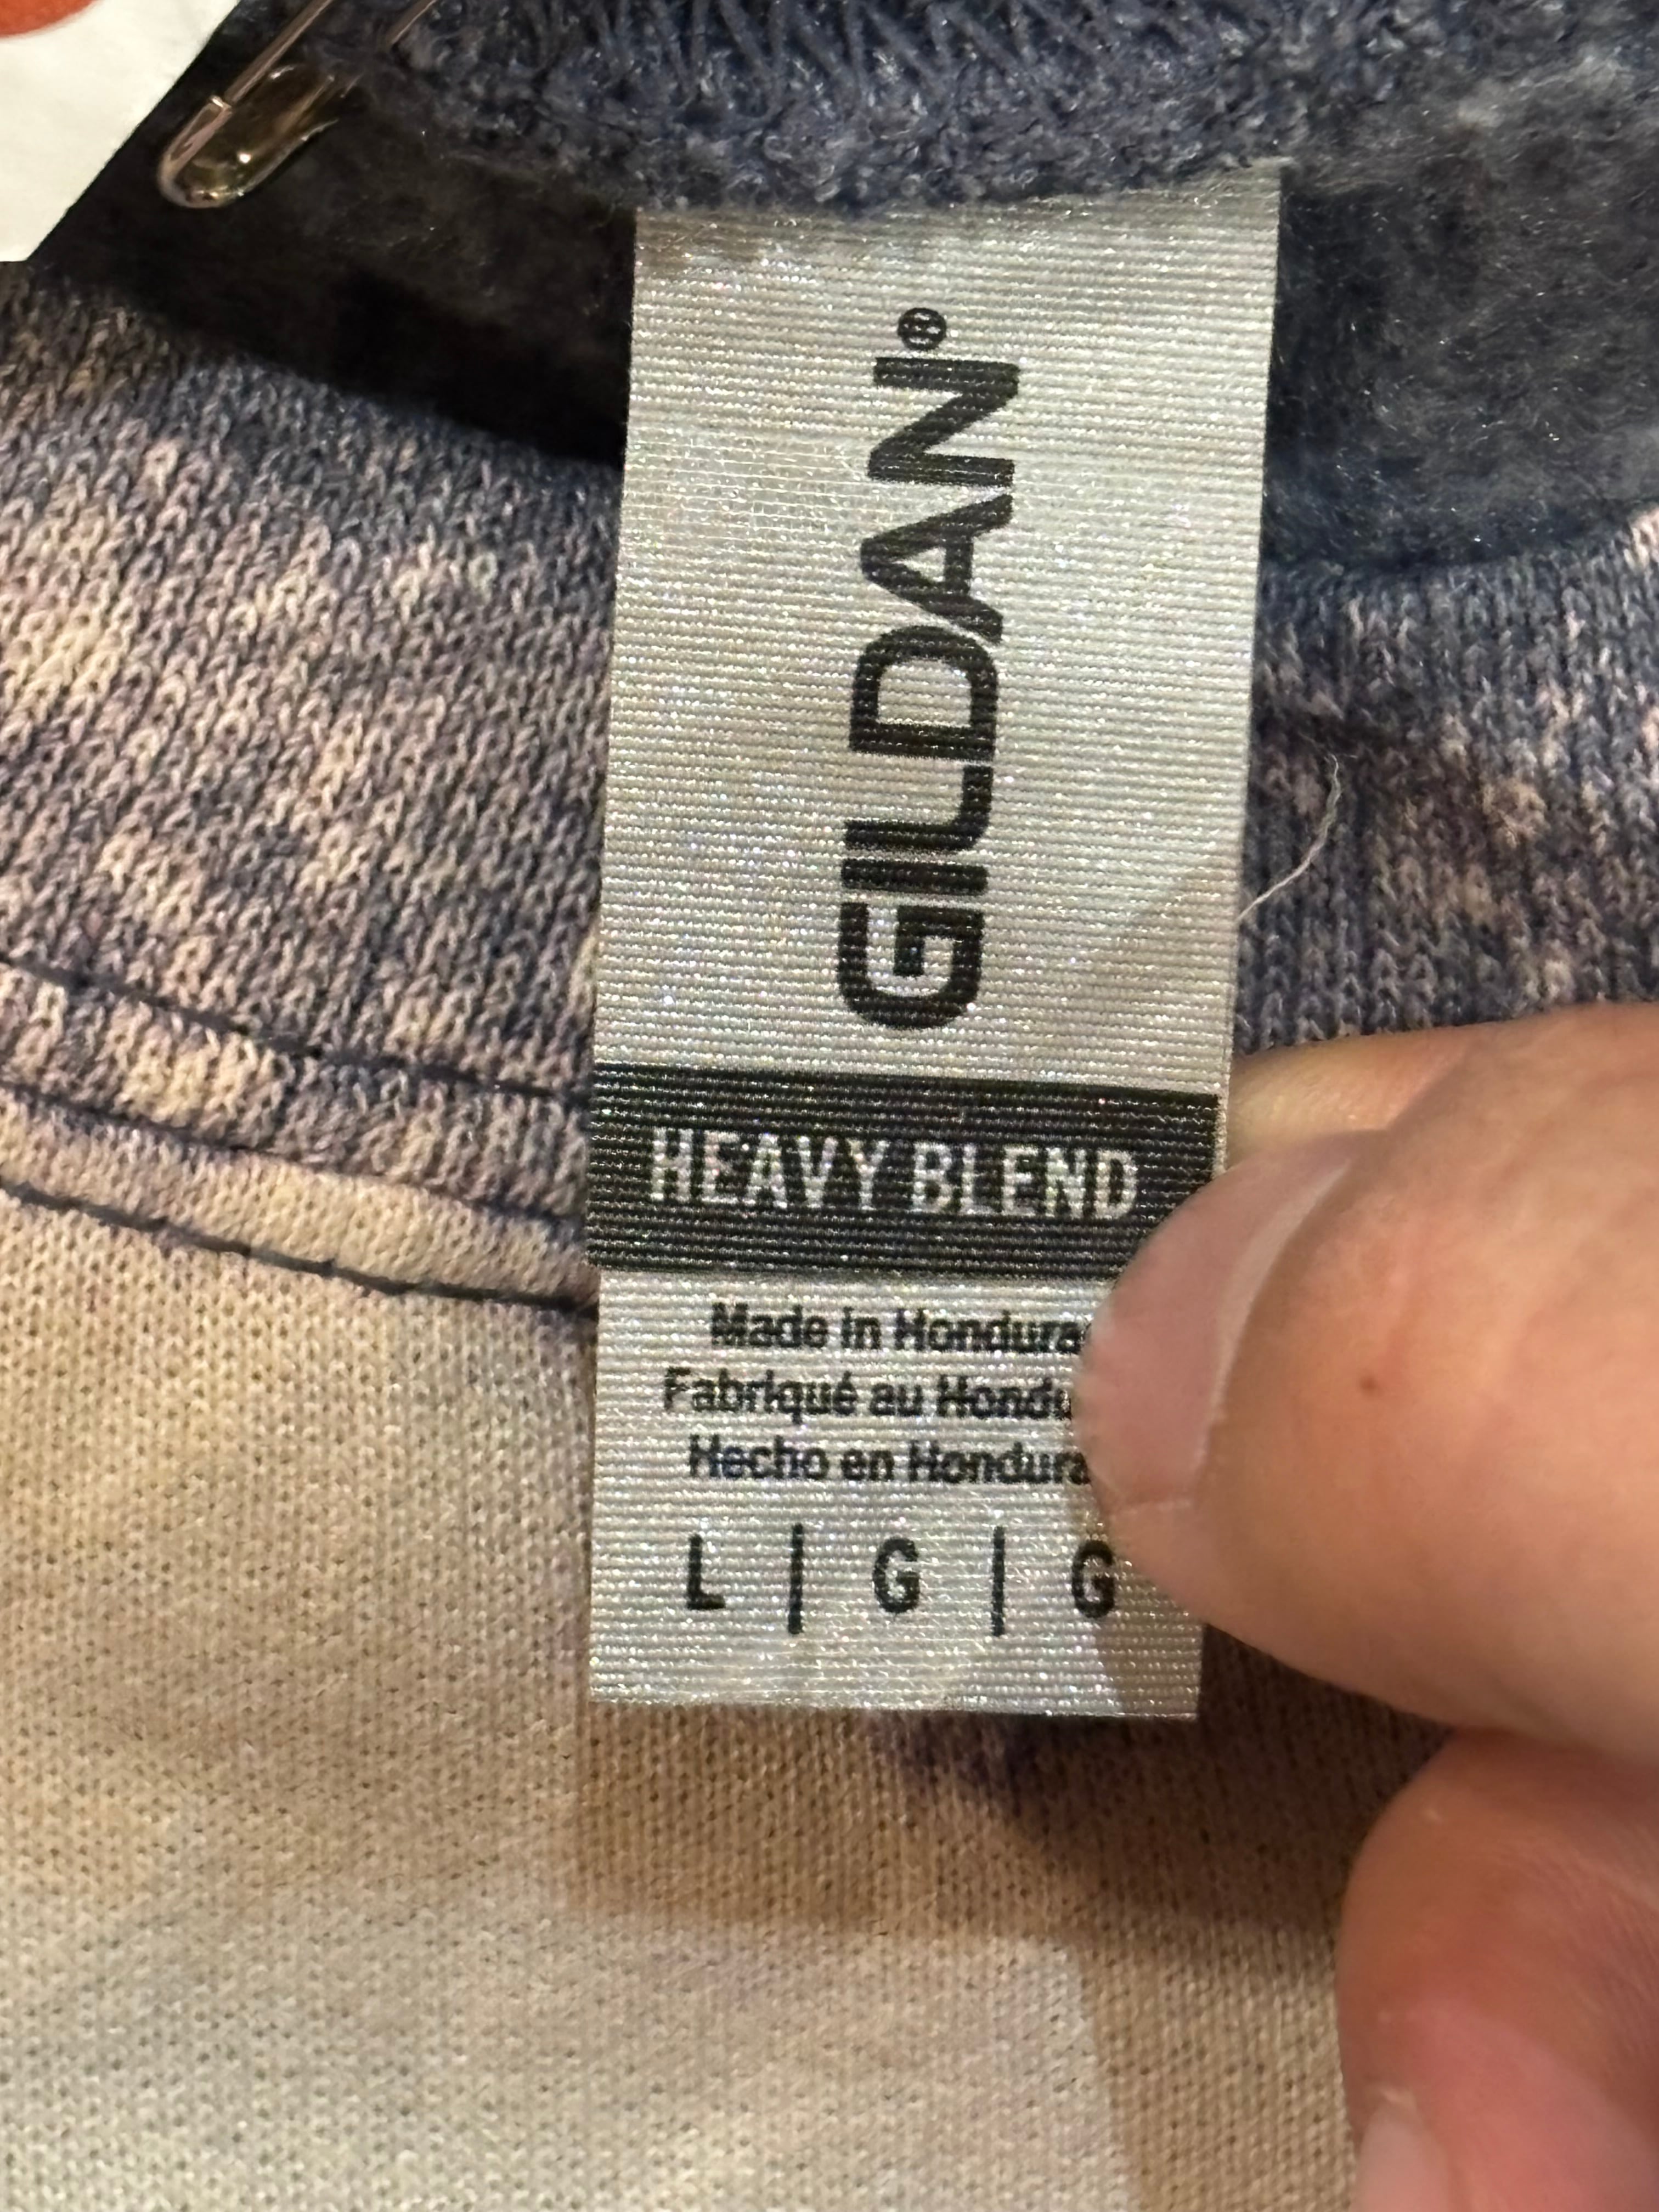 GILDAN®
HEAVY BLEND
Made in Hondura
Fabriqué au Hondu
Hecho en Hondura
L | G | G